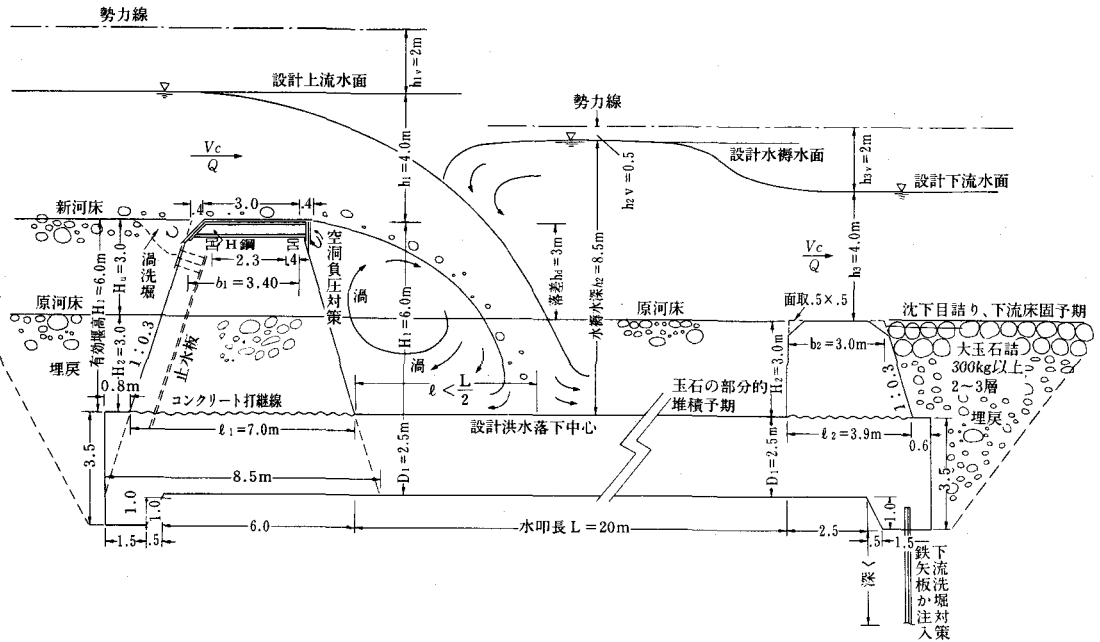 勢力線
h₁ᵥ=2m
設計上流水面
勢力線
h₁=4.0m
Vc
Q
設計水褥水面
h₂ᵥ=0.5
h₃ᵥ=2m
設計下流水面
新河床
.4
3.0
.4
H鋼
2.3
.4
b₁=3.40
渦洗堀
空洞負圧対策
落差hd=3m
水褥水深h₂=8.5m
Vc
Q
h₃=4.0m
面取.5×.5
有効堰高H₁=6.0m
Hu=3.0
H₂=3.0
原河床
1:0.3
止水板
渦
渦
H₁=6.0m
原河床
沈下目詰り、下流床固予期
b₂=3.0m
H₂=3.0m
大玉石詰
300kg以上
2〜3層
1:0.3
埋戻
埋戻
0.8m
コンクリート打継線
ℓ<L/2
玉石の部分的
堆積予期
ℓ₁=7.0m
設計洪水落下中心
ℓ₂=3.9m
0.6
3.5
8.5m
D₁=2.5m
D₁=2.5m
3.5
1.0
1.0
1.0
1.5
.5
6.0
水叩長L=20m
2.5
.5
1.5
深く
下流洗堀対策
鉄矢板か注入